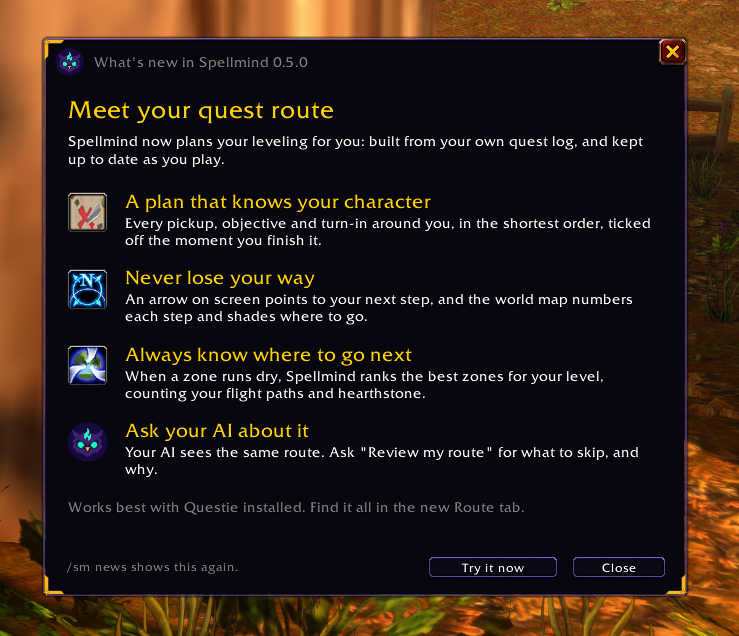 What's new in Spellmind 0.5.0
Meet your quest route
Spellmind now plans your leveling for you: built from your own quest log, and kept
up to date as you play.
A plan that knows your character
Every pickup, objective and turn-in around you, in the shortest order, ticked
off the moment you finish it.
N
Never lose your way
An arrow on screen points to your next step, and the world map numbers
each step and shades where to go.
Always know where to go next
When a zone runs dry, Spellmind ranks the best zones for your level,
counting your flight paths and hearthstone.
Ask your AI about it
Your AI sees the same route. Ask "Review my route" for what to skip, and
why.
Works best with Questie installed. Find it all in the new Route tab.
/sm news shows this again.
Try it now
Close